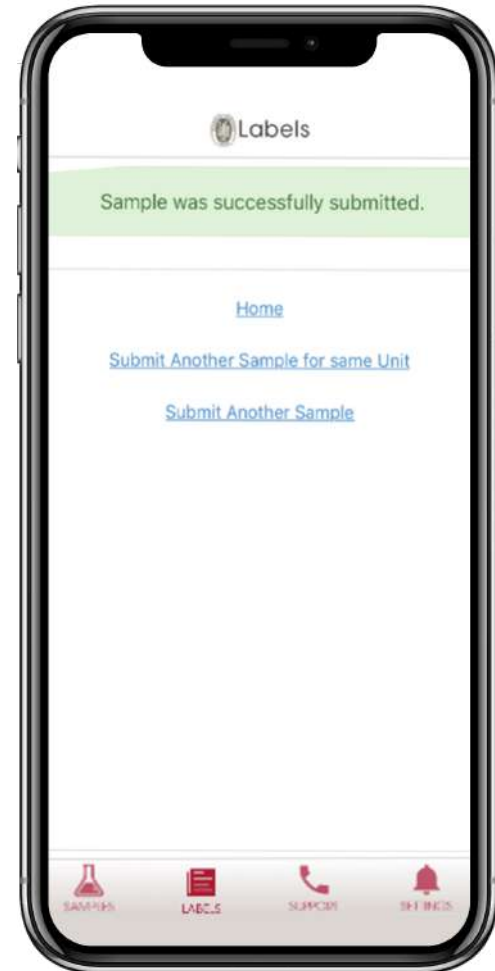 Labels
Sample was successfully submitted.
Home
Submit Another Sample for same Unit
Submit Another Sample
SAMPLES
LABELS
SUPPORT
SETTINGS